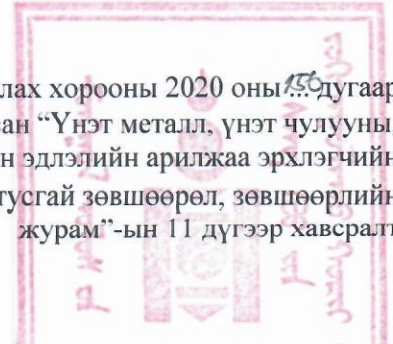 лах хорооны 2020 оны 156 дугаар
ан “Үнэт металл, үнэт чулууны,
н эдлэлийн арилжаа эрхлэгчийн
тусгай зөвшөөрөл, зөвшөөрлийн
журам”-ын 11 дүгээр хавсралт